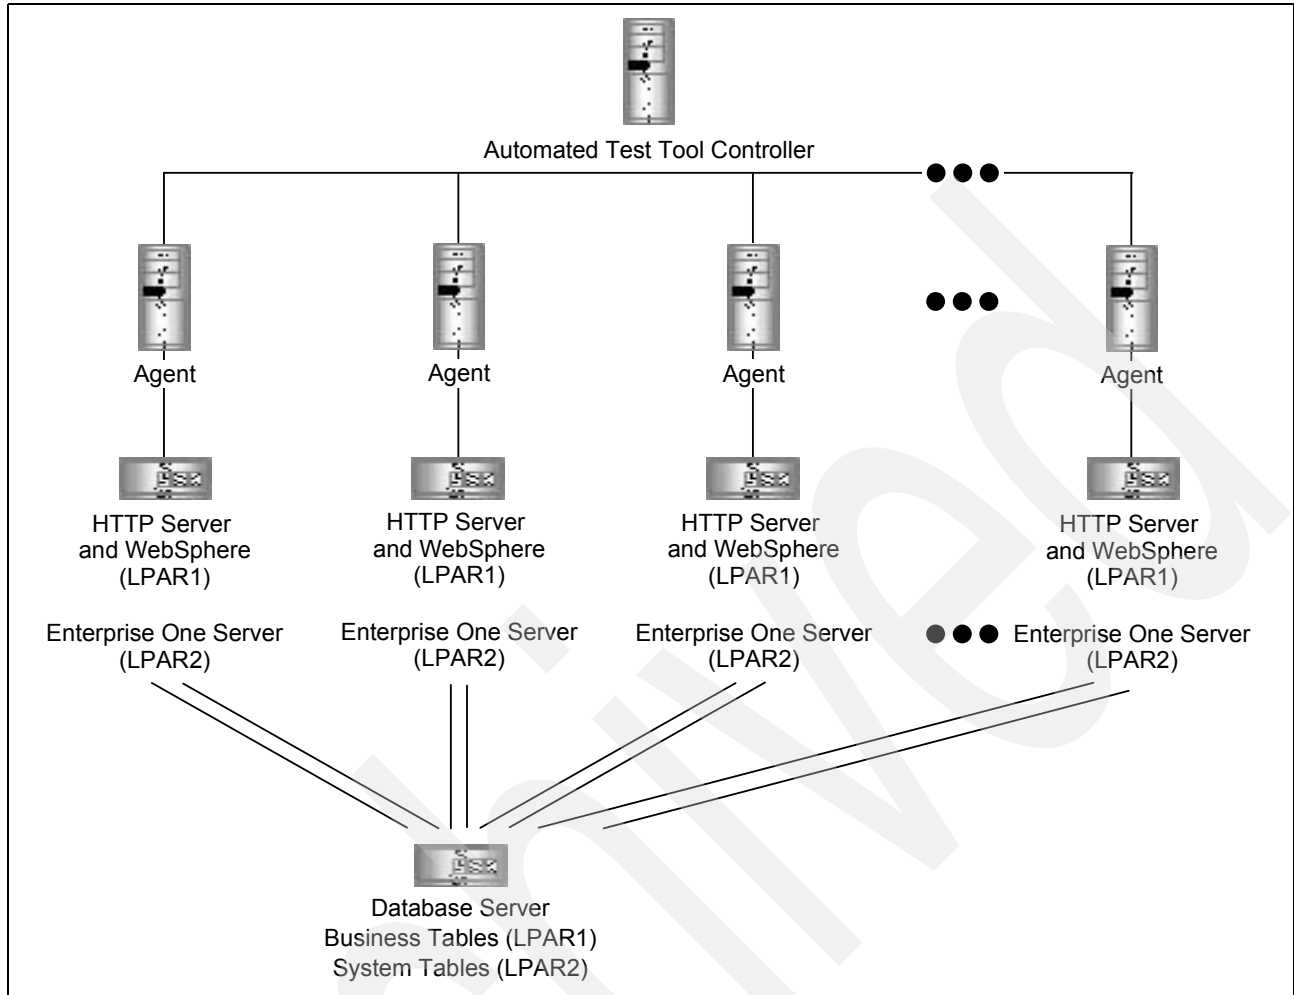 Automated Test Tool Controller
Agent
Agent
Agent
Agent
HTTP Server
and WebSphere
(LPAR1)
HTTP Server
and WebSphere
(LPAR1)
HTTP Server
and WebSphere
(LPAR1)
HTTP Server
and WebSphere
(LPAR1)
Enterprise One Server
(LPAR2)
Enterprise One Server
(LPAR2)
Enterprise One Server
(LPAR2)
Enterprise One Server
(LPAR2)
Database Server
Business Tables (LPAR1)
System Tables (LPAR2)